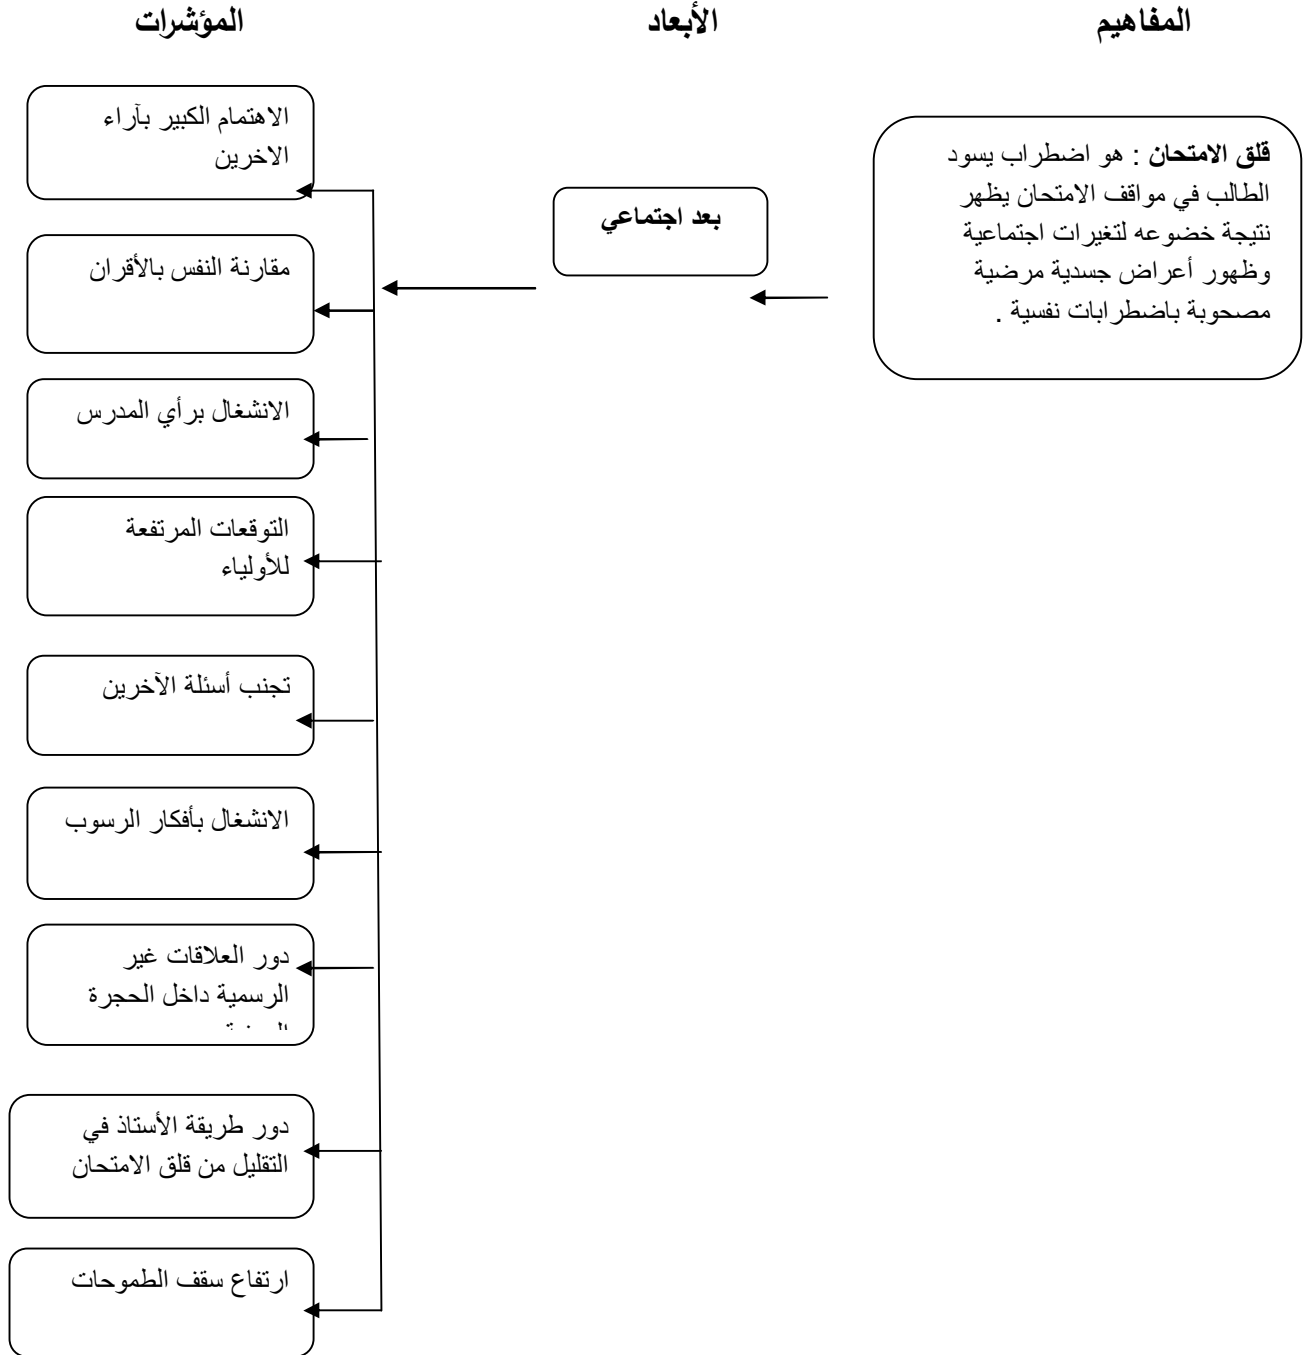 المفاهيم
الأبعاد
المؤشرات
قلق الامتحان : هو اضطراب يسود
الطالب في مواقف الامتحان يظهر
نتيجة خضوعه لتغيرات اجتماعية
وظهور أعراض جسدية مرضية
مصحوبة باضطرابات نفسية .
بعد اجتماعي
الاهتمام الكبير بآراء
الاخرين
مقارنة النفس بالأقران
الانشغال برأي المدرس
التوقعات المرتفعة
للأولياء
تجنب أسئلة الآخرين
الانشغال بأفكار الرسوب
دور العلاقات غير
الرسمية داخل الحجرة
دور طريقة الأستاذ في
التقليل من قلق الامتحان
ارتفاع سقف الطموحات